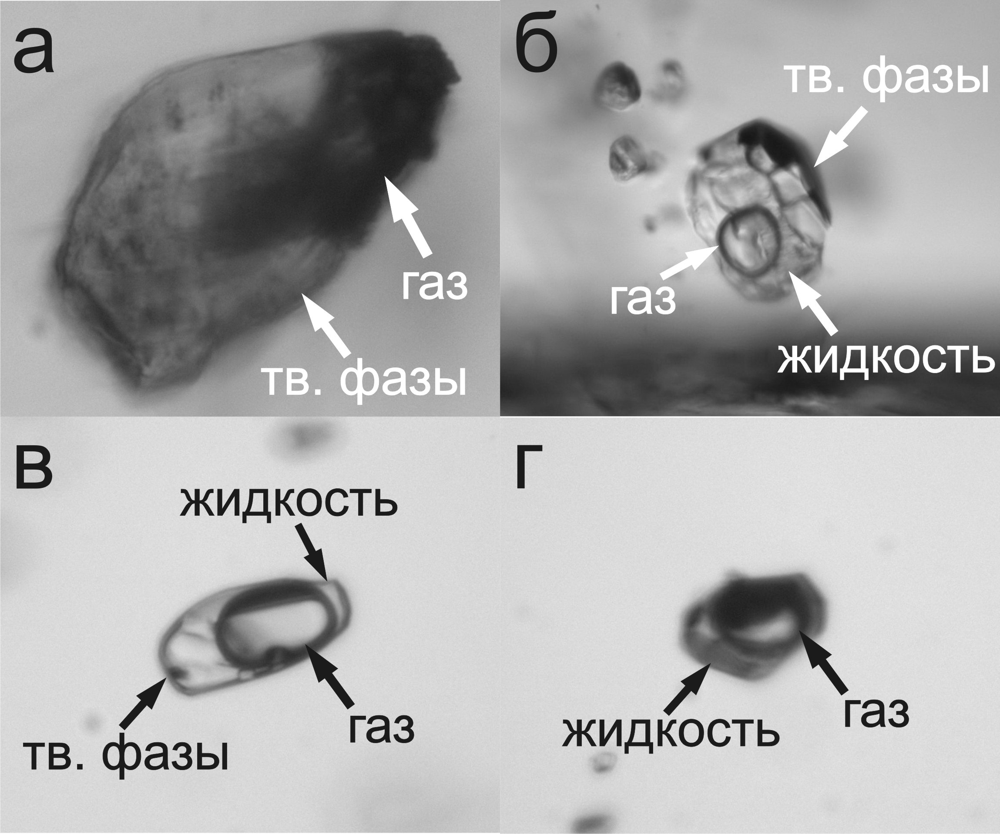 а
газ
тв. фазы
б
тв. фазы
газ
жидкость
в
жидкость
тв. фазы
газ
г
жидкость
газ